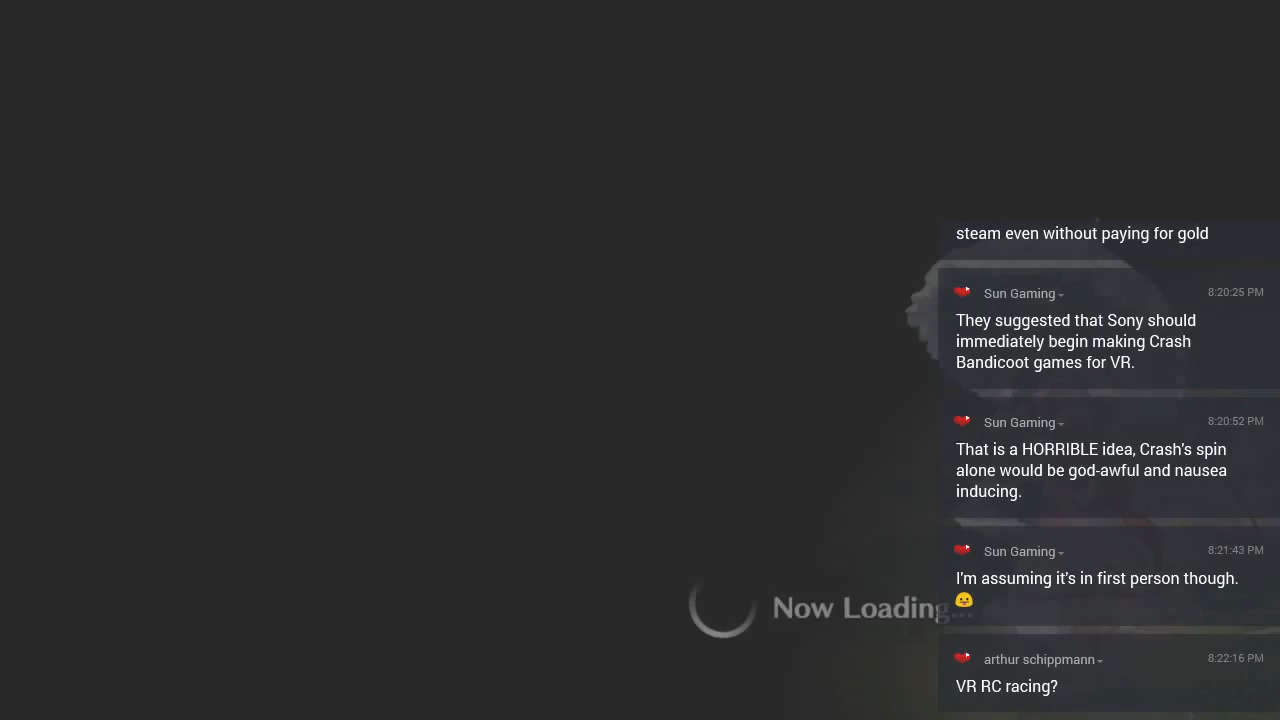 steam even without paying for gold
Sun Gaming 8:20:25 PM
They suggested that Sony should
immediately begin making Crash
Bandicoot games for VR.
Sun Gaming 8:20:52 PM
That is a HORRIBLE idea, Crash's spin
alone would be god-awful and nausea
inducing.
Sun Gaming 8:21:43 PM
I'm assuming it's in first person though.
😛
Now Loading...
arthur schippmann 8:22:16 PM
VR RC racing?